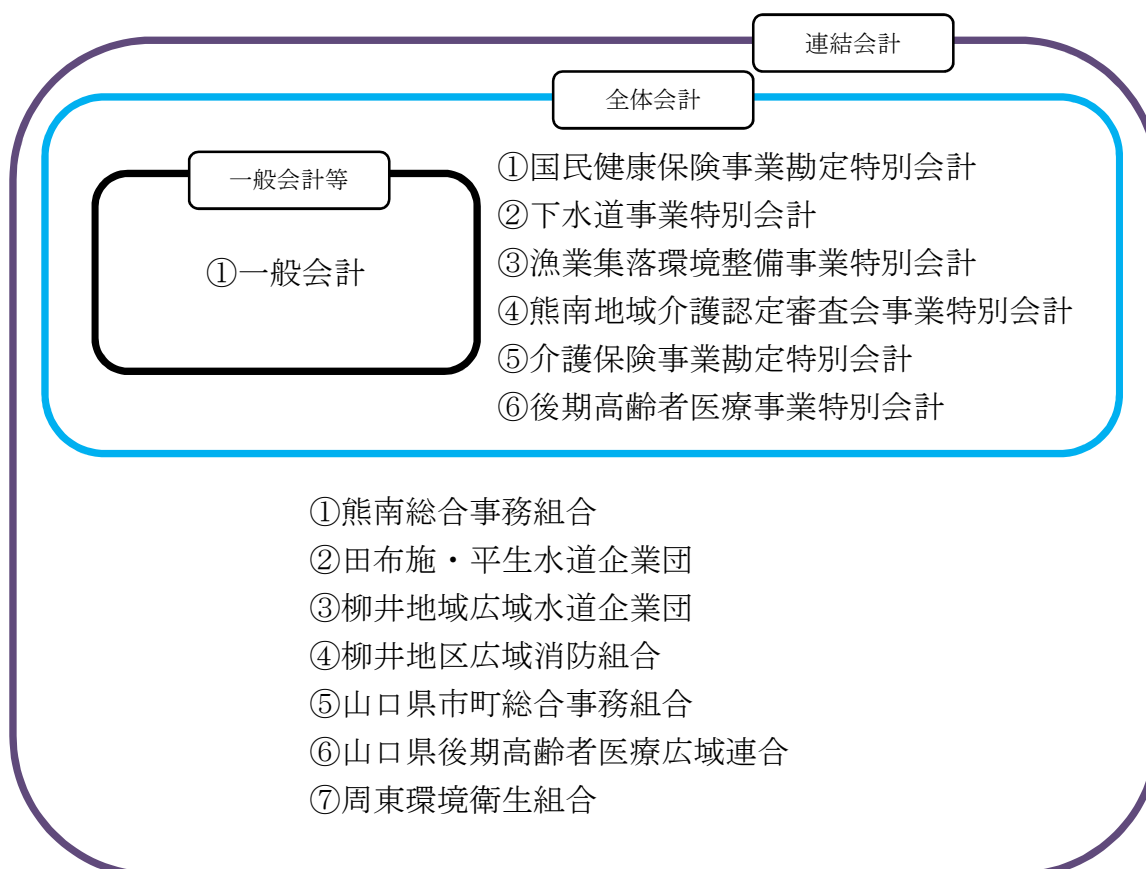 連結会計
全体会計
一般会計等
①一般会計
①国民健康保険事業勘定特別会計
②下水道事業特別会計
③漁業集落環境整備事業特別会計
④熊南地域介護認定審査会事業特別会計
⑤介護保険事業勘定特別会計
⑥後期高齢者医療事業特別会計
①熊南総合事務組合
②田布施・平生水道企業団
③柳井地域広域水道企業団
④柳井地区広域消防組合
⑤山口県市町総合事務組合
⑥山口県後期高齢者医療広域連合
⑦周東環境衛生組合